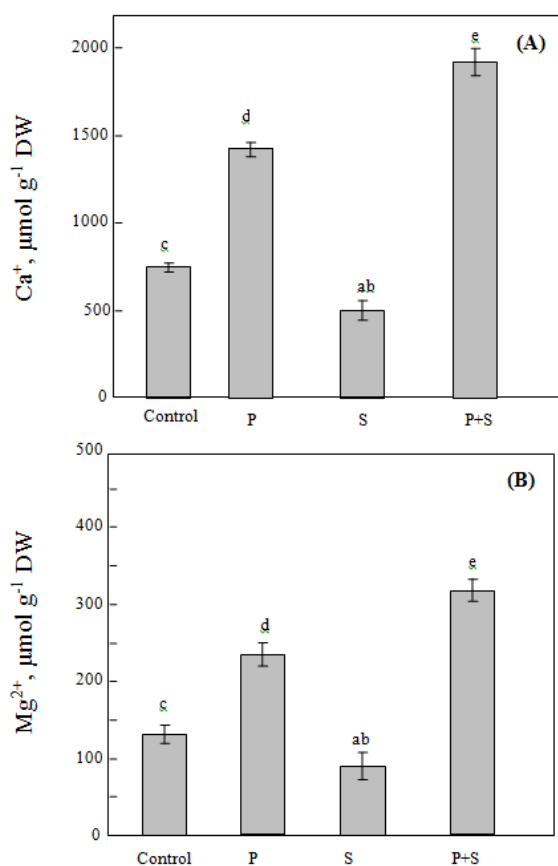 (A)
Ca⁺, µmol g⁻¹ DW
2000
1500
1000
500
0
c
d
ab
e
Control P S P+S
(B)
Mg²⁺, µmol g⁻¹ DW
500
400
300
200
100
0
c
d
ab
e
Control P S P+S